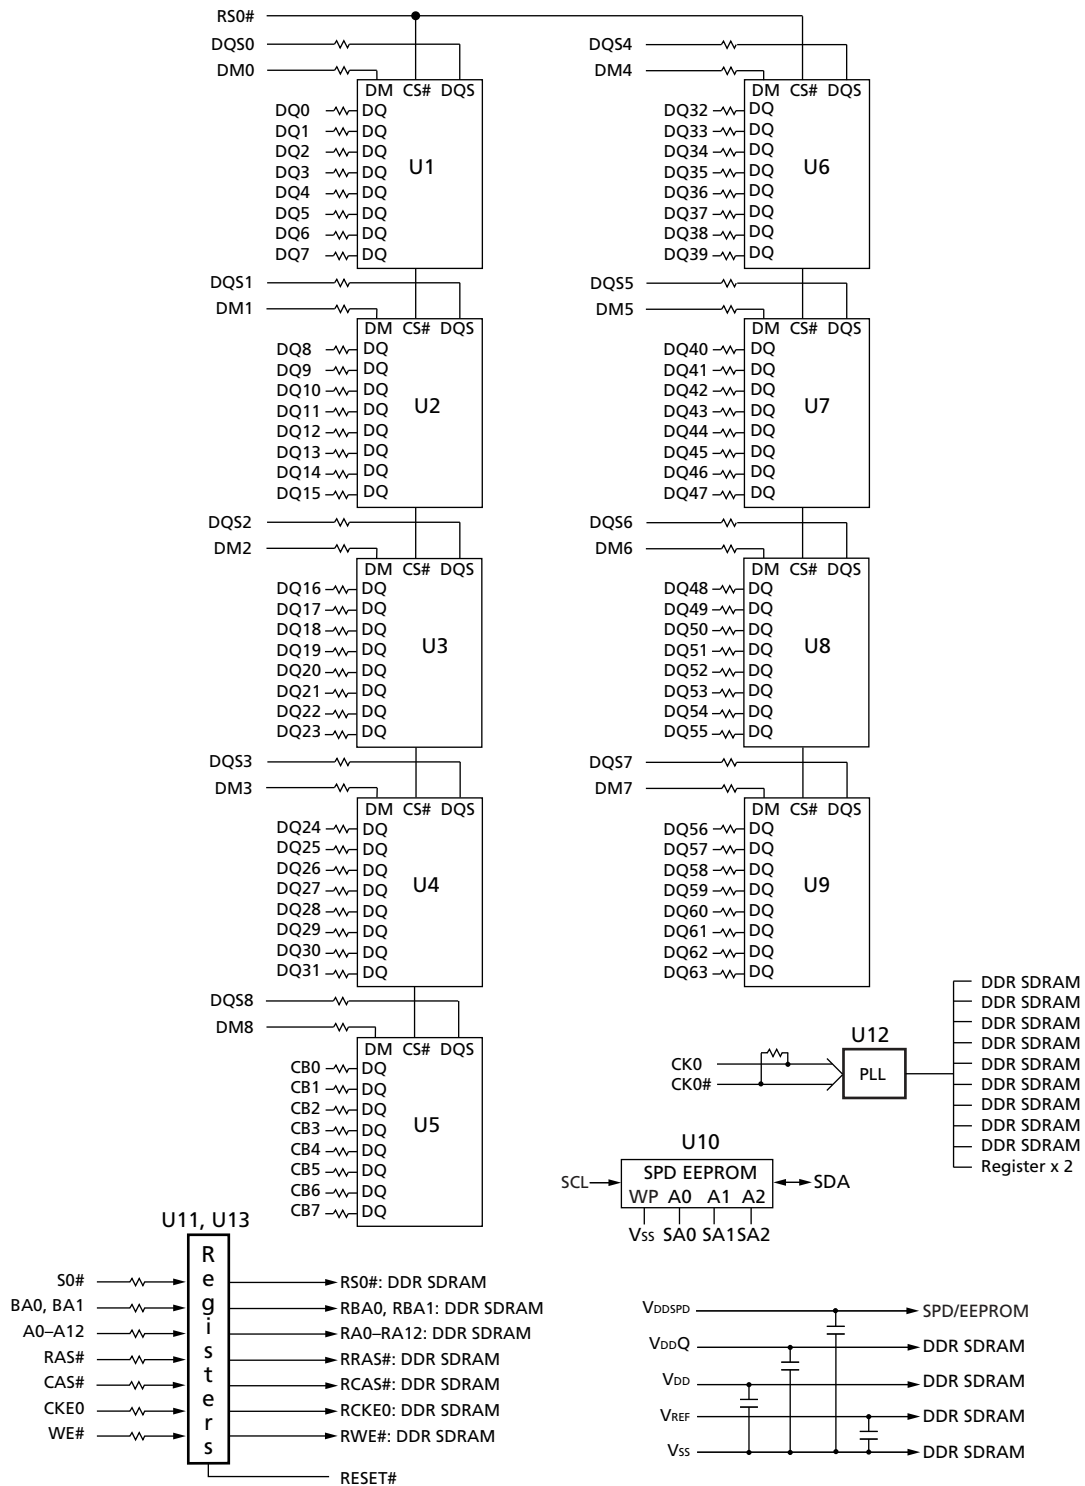 RS0#
DQS0
DM0
DM CS# DQS
DQ0 DQ
DQ1 DQ
DQ2 DQ
DQ3 DQ
DQ4 DQ
DQ5 DQ
DQ6 DQ
DQ7 DQ
U1
DQS1
DM1
DM CS# DQS
DQ8 DQ
DQ9 DQ
DQ10 DQ
DQ11 DQ
DQ12 DQ
DQ13 DQ
DQ14 DQ
DQ15 DQ
U2
DQS2
DM2
DM CS# DQS
DQ16 DQ
DQ17 DQ
DQ18 DQ
DQ19 DQ
DQ20 DQ
DQ21 DQ
DQ22 DQ
DQ23 DQ
U3
DQS3
DM3
DM CS# DQS
DQ24 DQ
DQ25 DQ
DQ26 DQ
DQ27 DQ
DQ28 DQ
DQ29 DQ
DQ30 DQ
DQ31 DQ
U4
DQS8
DM8
DM CS# DQS
CB0 DQ
CB1 DQ
CB2 DQ
CB3 DQ
CB4 DQ
CB5 DQ
CB6 DQ
CB7 DQ
U5
DQS4
DM4
DM CS# DQS
DQ32 DQ
DQ33 DQ
DQ34 DQ
DQ35 DQ
DQ36 DQ
DQ37 DQ
DQ38 DQ
DQ39 DQ
U6
DQS5
DM5
DM CS# DQS
DQ40 DQ
DQ41 DQ
DQ42 DQ
DQ43 DQ
DQ44 DQ
DQ45 DQ
DQ46 DQ
DQ47 DQ
U7
DQS6
DM6
DM CS# DQS
DQ48 DQ
DQ49 DQ
DQ50 DQ
DQ51 DQ
DQ52 DQ
DQ53 DQ
DQ54 DQ
DQ55 DQ
U8
DQS7
DM7
DM CS# DQS
DQ56 DQ
DQ57 DQ
DQ58 DQ
DQ59 DQ
DQ60 DQ
DQ61 DQ
DQ62 DQ
DQ63 DQ
U9
U12
CK0
CK0#
PLL
DDR SDRAM
DDR SDRAM
DDR SDRAM
DDR SDRAM
DDR SDRAM
DDR SDRAM
DDR SDRAM
DDR SDRAM
DDR SDRAM
Register x 2
U10
SCL SPD EEPROM SDA
WP A0 A1 A2
VSS SA0 SA1 SA2
U11, U13
Registers
S0# RS0#: DDR SDRAM
BA0, BA1 RBA0, RBA1: DDR SDRAM
A0–A12 RA0–RA12: DDR SDRAM
RAS# RRAS#: DDR SDRAM
CAS# RCAS#: DDR SDRAM
CKE0 RCKE0: DDR SDRAM
WE# RWE#: DDR SDRAM
RESET#
VDDSPD SPD/EEPROM
VDDQ DDR SDRAM
VDD DDR SDRAM
VREF DDR SDRAM
VSS DDR SDRAM